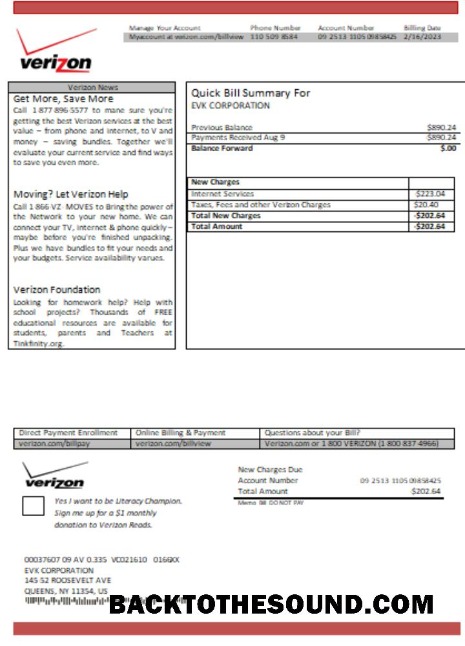 Manage Your Account Phone Number Account Number Billing Date
Myaccount at verizon.com/billview 110 509 8584 09 2513 1105 09858425 2/16/2023
verizon
Verizon News
Get More, Save More
Call 1-877-896-5577 to mane sure you're
getting the best Verizon services at the best
value – from phone and internet, to V and
money – saving bundles. Together we'll
evaluate your current service and find ways
to save you even more.
Moving? Let Verizon Help
Call 1 866 VZ- MOVES to Bring the power of
the Network to your new home. We can
connect your TV, internet & phone quickly –
maybe before you're finished unpacking.
Plus we have bundles to fit your needs and
your budgets. Service availability varues.
Verizon Foundation
Looking for homework help? Help with
school projects? Thousands of FREE
educational resources are available for
students, parents and Teachers at
Tinkfinity.org.
Quick Bill Summary For
EVK CORPORATION
Previous Balance $890.24
Payments Received Aug 9 $890.24
Balance Forward $.00
New Charges
Internet Services $223.04
Taxes, Fees and other Verizon Charges $20.40
Total New Charges -$202.64
Total Amount -$202.64
Direct Payment Enrollment Online Billing & Payment Questions about your Bill?
verizon.com/billpay verizon.com/billview Verizon.com or 1 800 VERIZON (1 800 837-4966)
verizon
New Charges Due
Account Number 09 2513 1105 09858425
Total Amount -$202.64
Memo Bill DO NOT PAY
Yes I want to be Literacy Champion.
Sign me up for a $1 monthly
donation to Verizon Reads.
00037607 09 AV 0.335 VC021610
EVK CORPORATION
145 52 ROOSEVELT AVE
QUEENS, NY 11354, US
BACKTOTHESOUND.COM